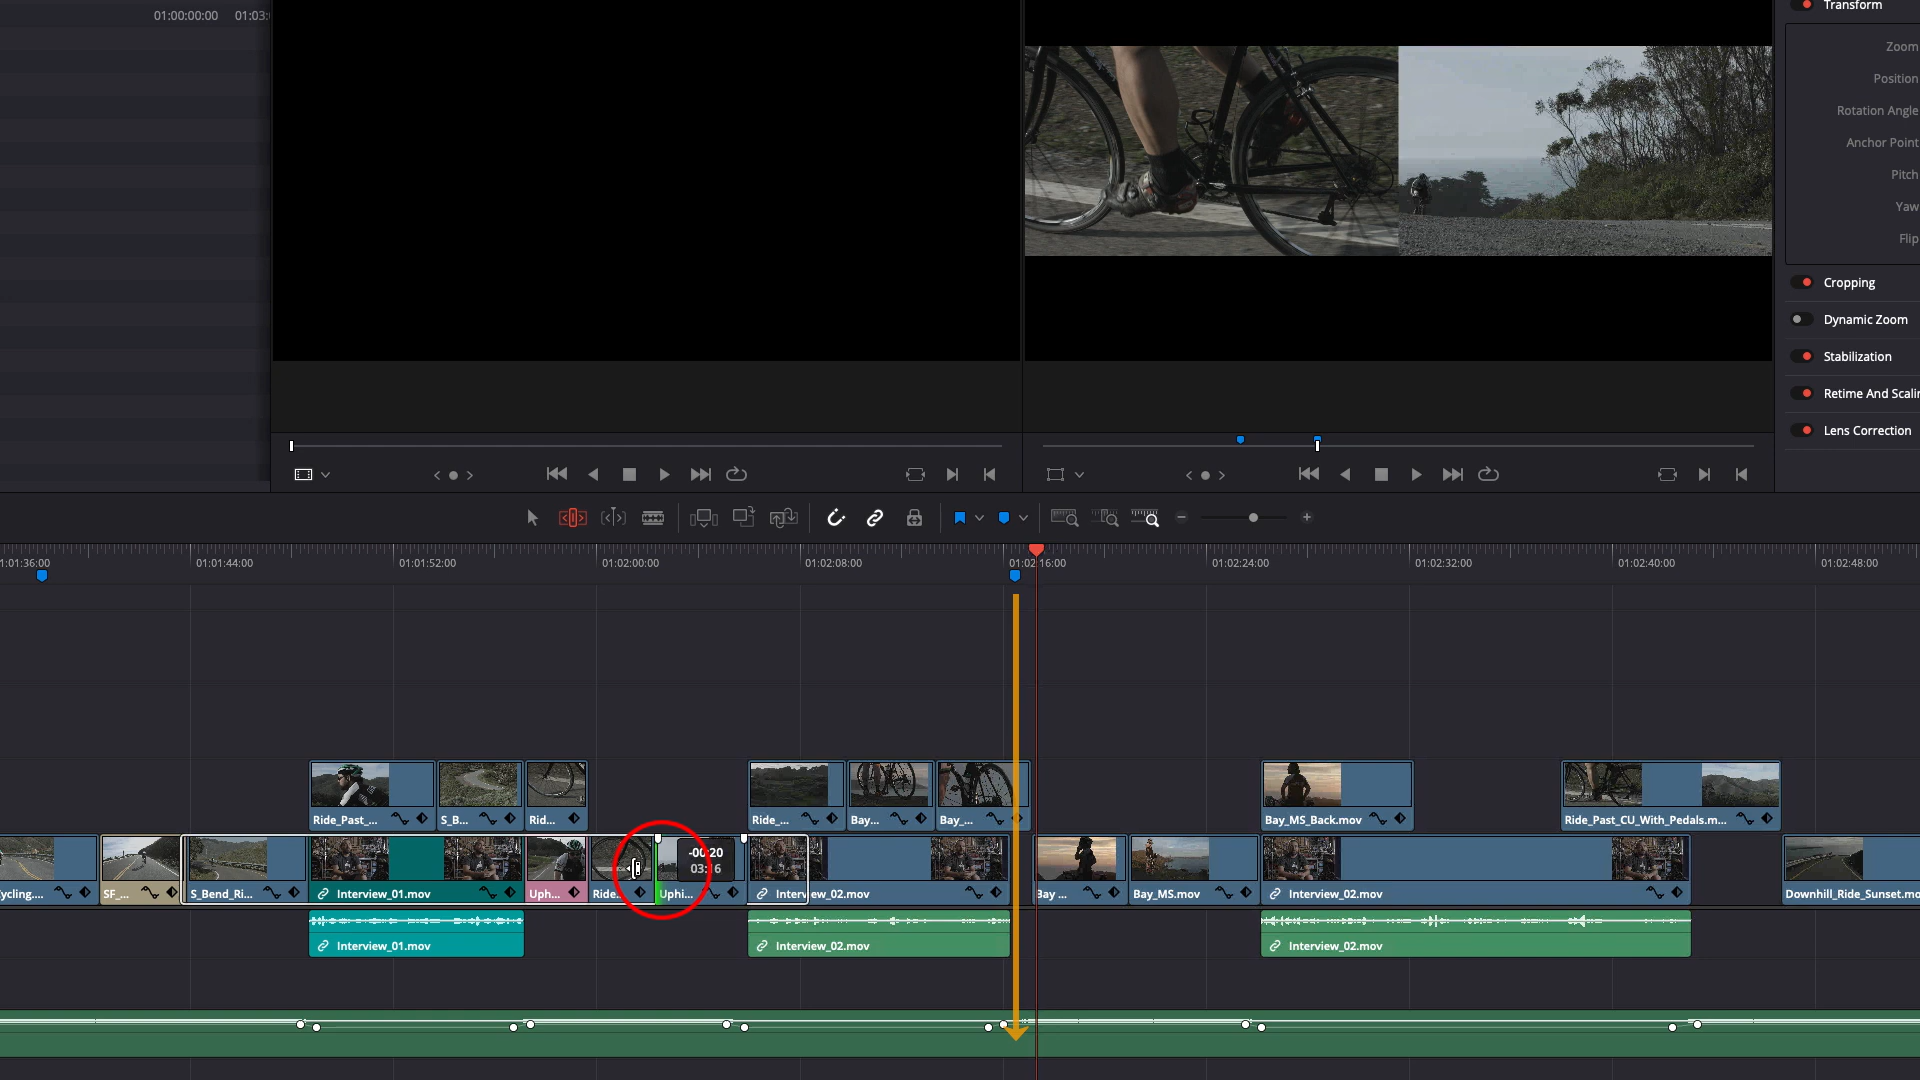 01:00:00:00 01:03:
Transform
Zoom
Position
Rotation Angle
Anchor Point
Pitch
Yaw
Flip
Cropping
Dynamic Zoom
Stabilization
Retime And Scalin
Lens Correction
1:01:36:00 01:01:44:00 01:01:52:00 01:02:00:00 01:02:08:00 01:02:16:00 01:02:24:00 01:02:32:00 01:02:40:00 01:02:48:00
Ride_Past_... S_B... Rid... Ride_... Bay... Bay_... Bay_MS_Back.mov Ride_Past_CU_With_Pedals.m...
-00:20
03:16
ycling.... SF_... S_Bend_Ri... Interview_01.mov Uph... Ride. Uphi... Interview_02.mov Bay ... Bay_MS.mov Interview_02.mov Downhill_Ride_Sunset.mo
Interview_01.mov Interview_02.mov Interview_02.mov